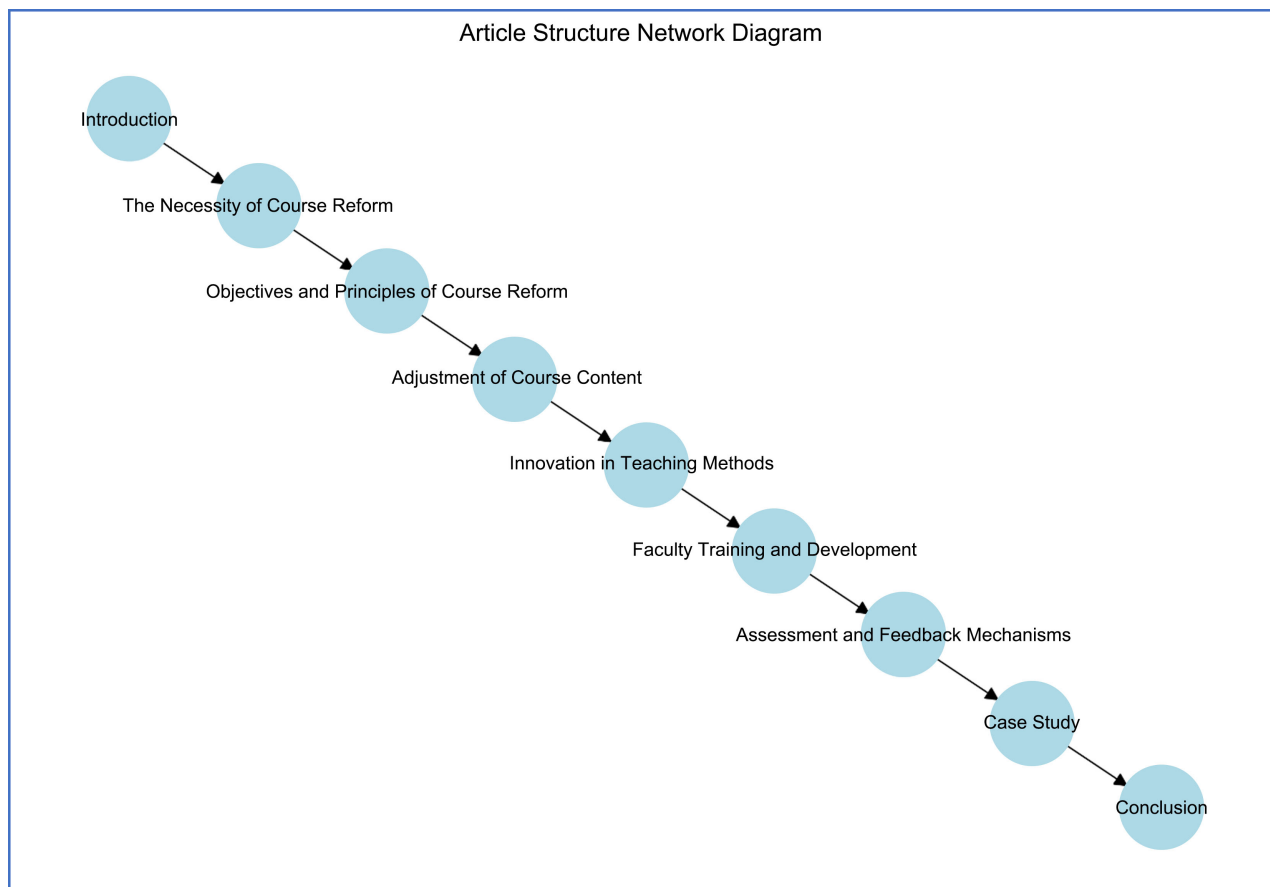 Article Structure Network Diagram
Introduction
The Necessity of Course Reform
Objectives and Principles of Course Reform
Adjustment of Course Content
Innovation in Teaching Methods
Faculty Training and Development
Assessment and Feedback Mechanisms
Case Study
Conclusion